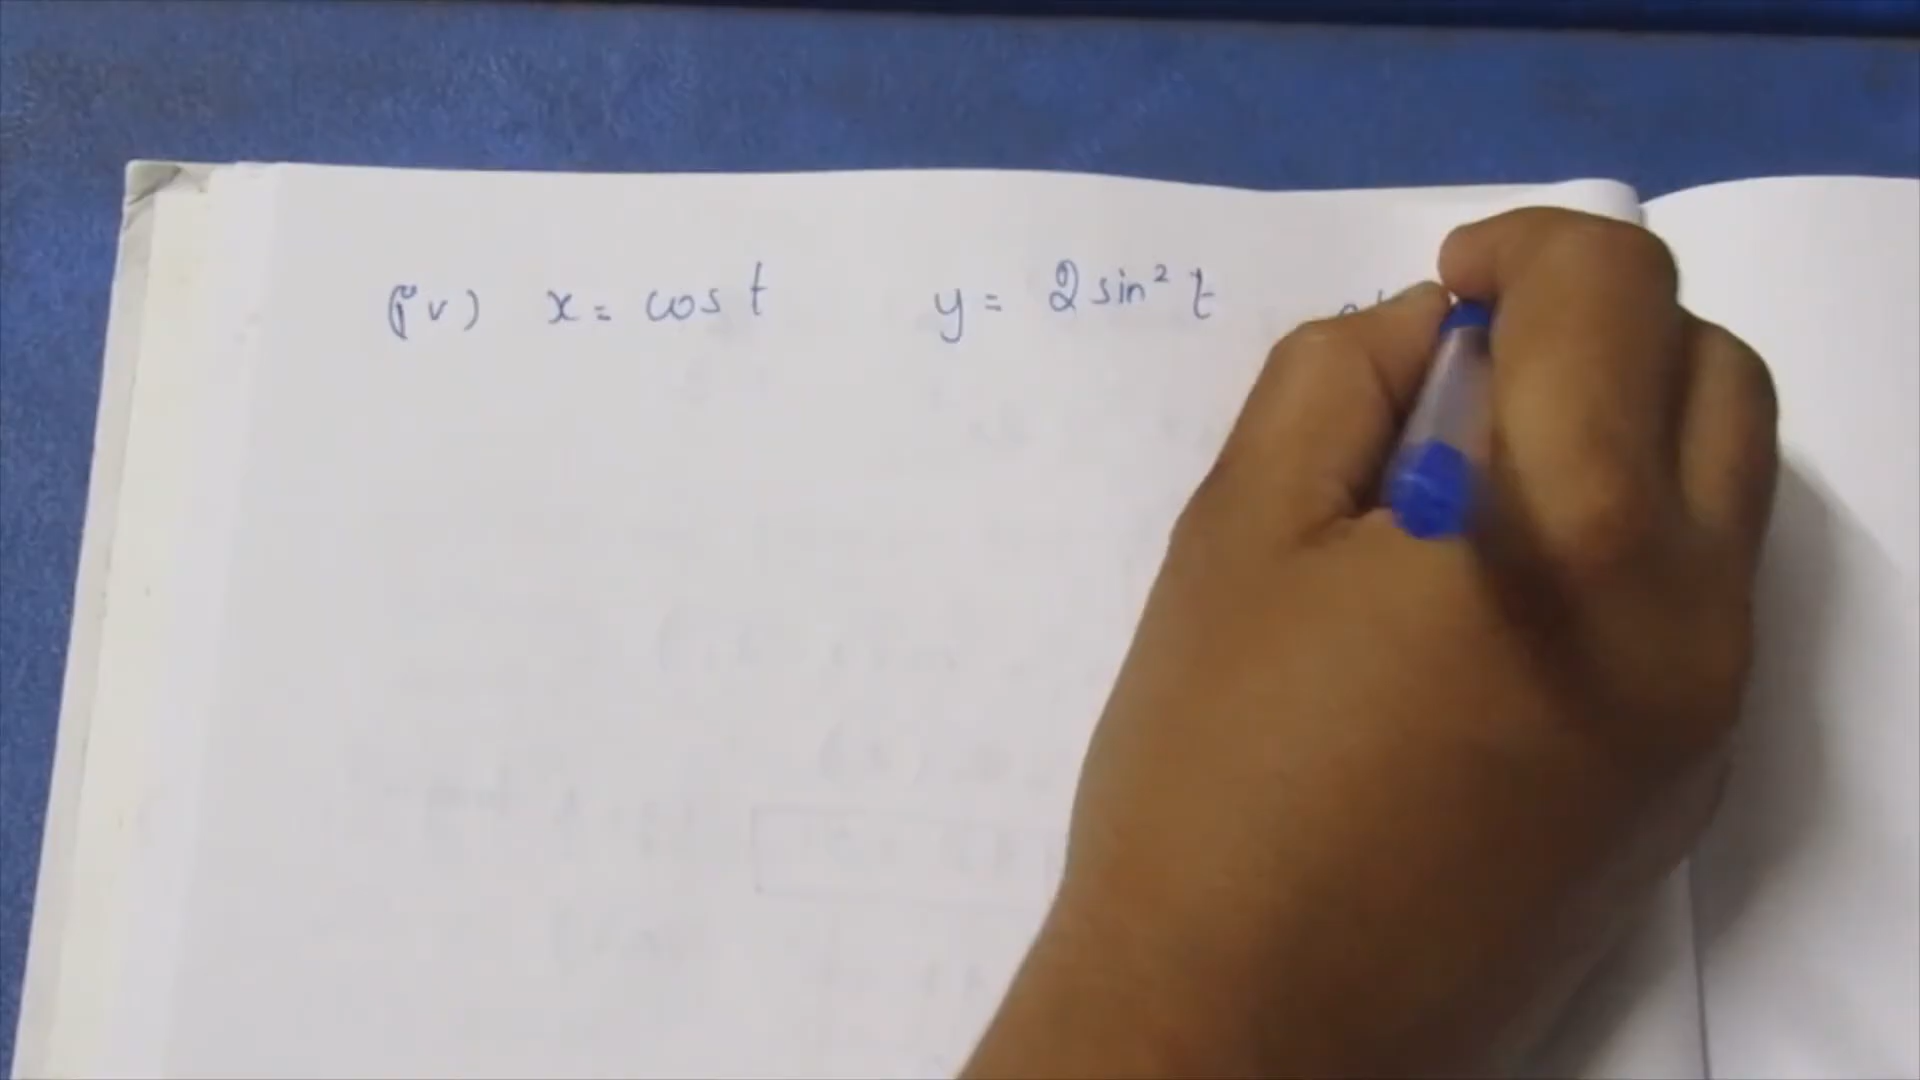 (iv) x = cos t y = 2 sin² t